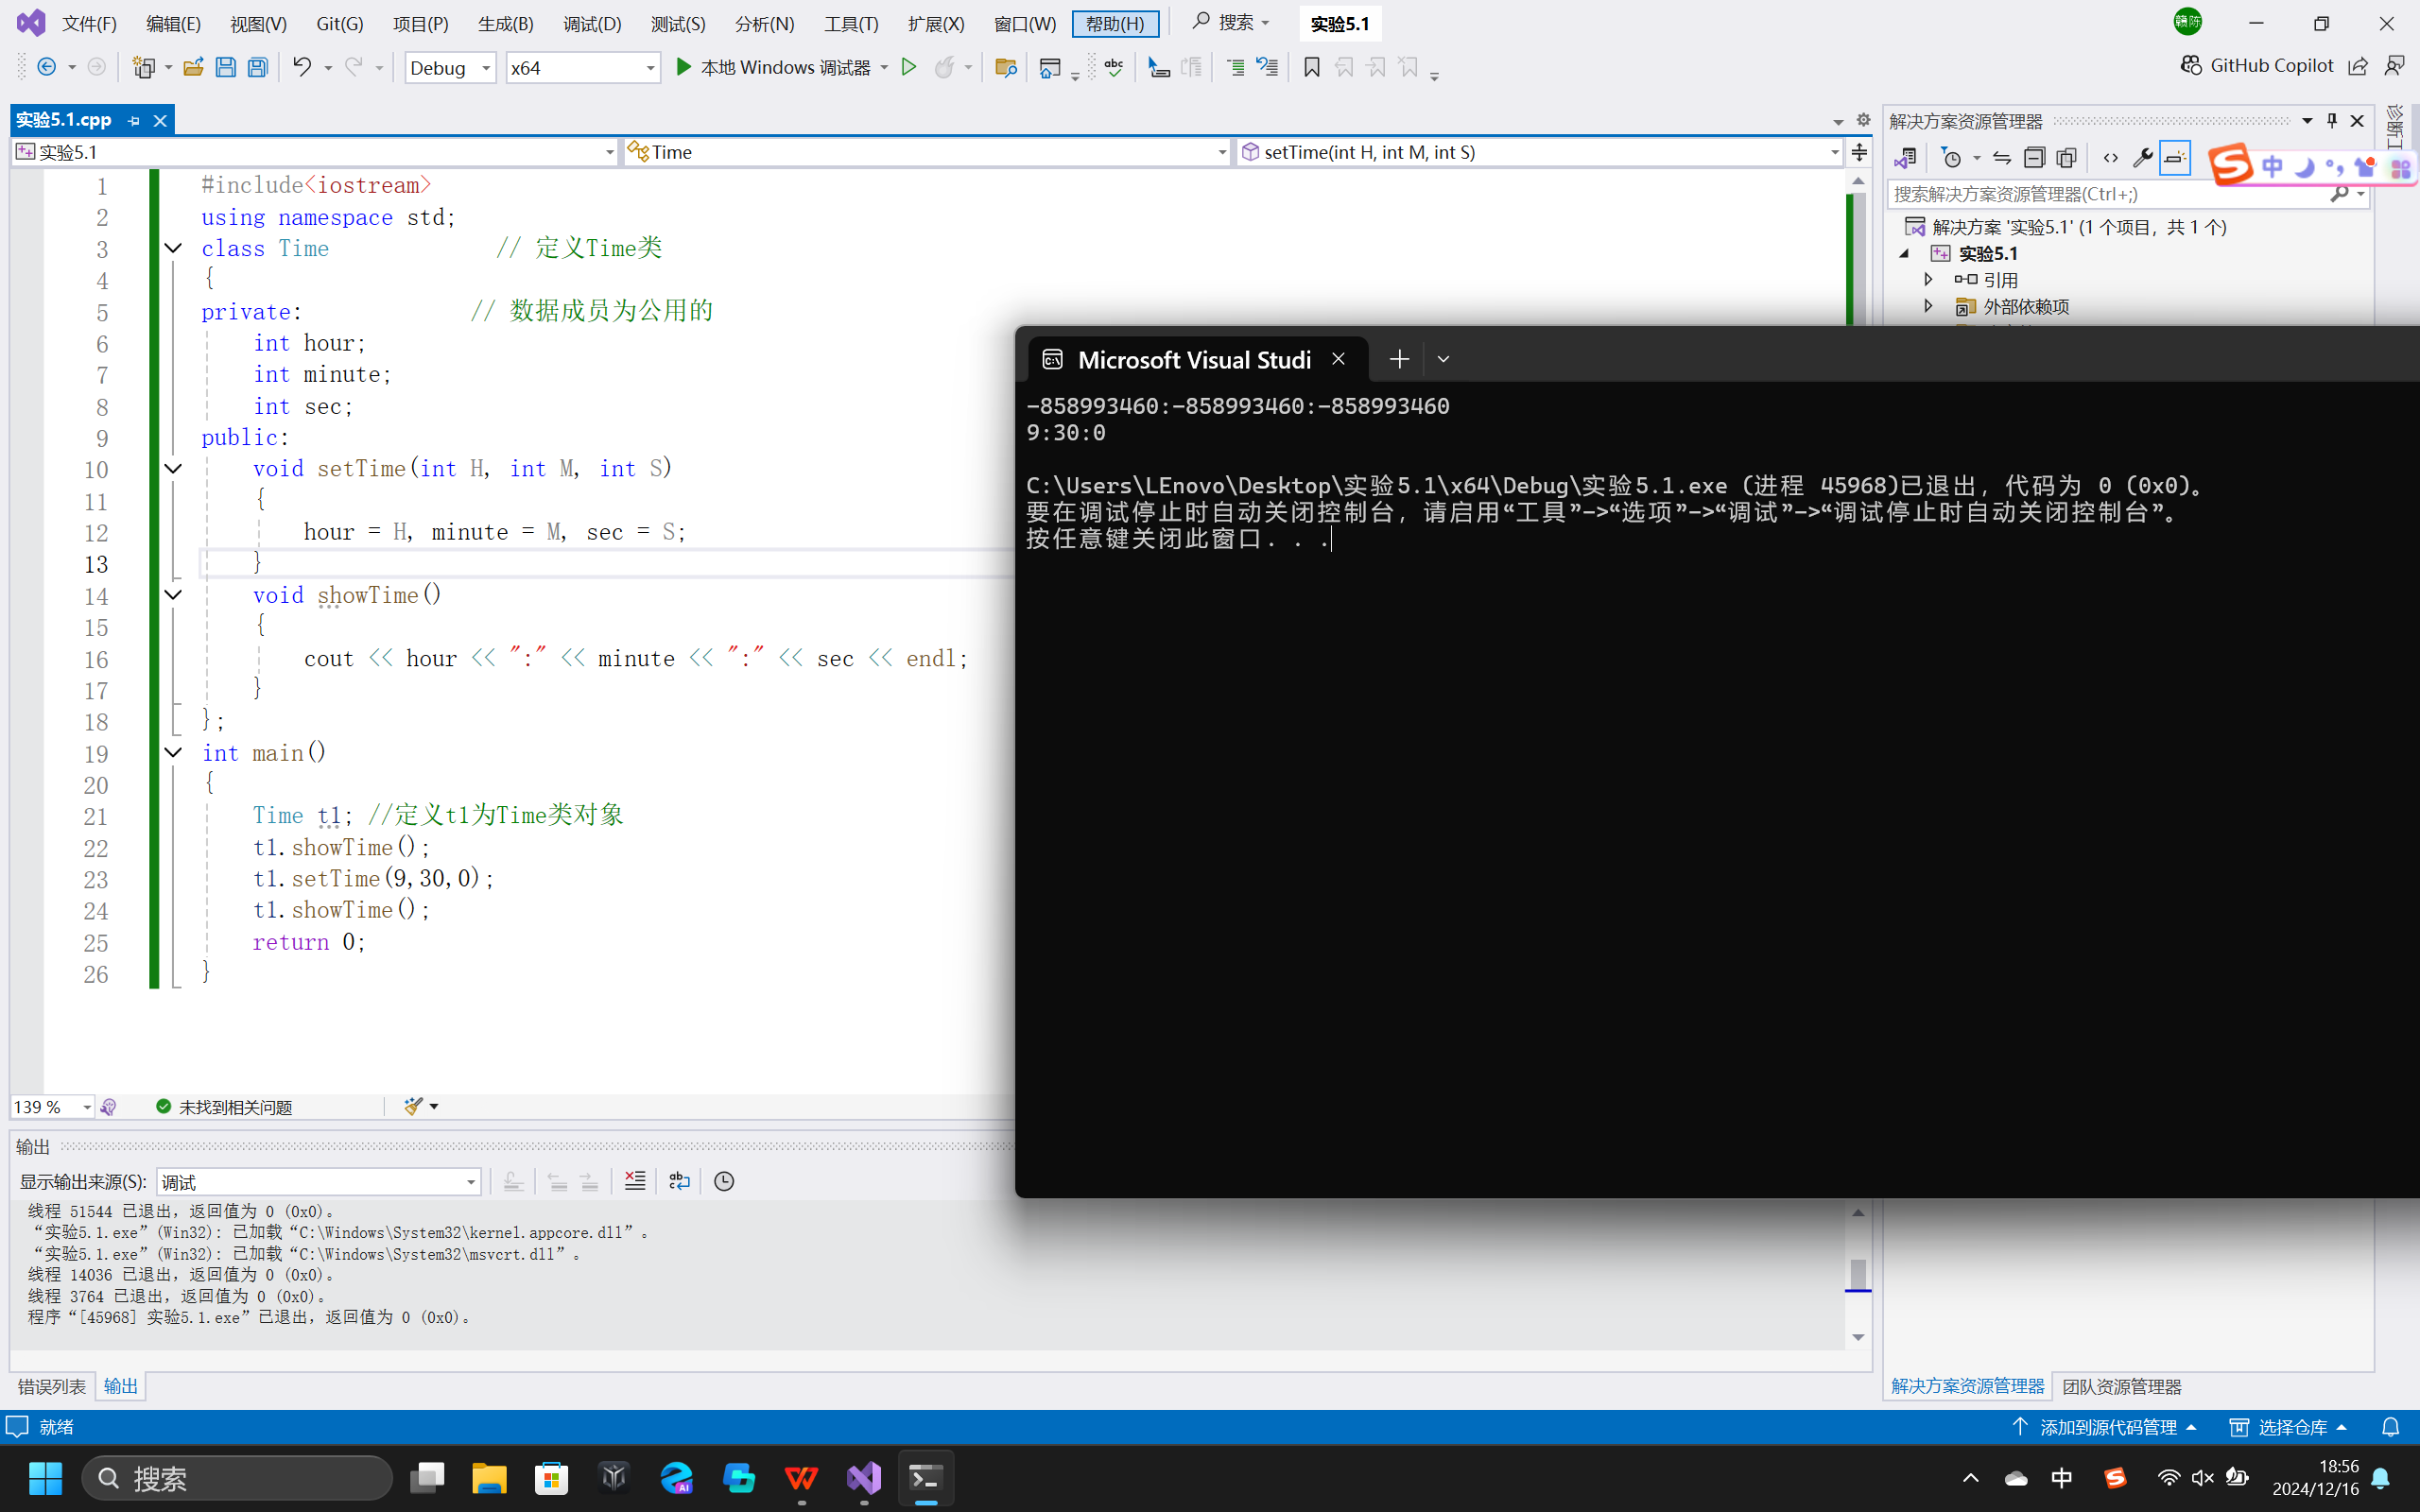 文件(F) 编辑(E) 视图(V) Git(G) 项目(P) 生成(B) 调试(D) 测试(S) 分析(N) 工具(T) 扩展(X) 窗口(W) 帮助(H) 搜索 实验5.1 赣陈
Debug x64 本地 Windows 调试器 GitHub Copilot
实验5.1.cpp
实验5.1 Time setTime(int H, int M, int S)
1 #include<iostream>
2 using namespace std;
3 class Time // 定义Time类
4 {
5 private: // 数据成员为公用的
6 int hour;
7 int minute;
8 int sec;
9 public:
10 void setTime(int H, int M, int S)
11 {
12 hour = H, minute = M, sec = S;
13 }
14 void showTime()
15 {
16 cout << hour << ":" << minute << ":" << sec << endl;
17 }
18 };
19 int main()
20 {
21 Time t1; //定义t1为Time类对象
22 t1.showTime();
23 t1.setTime(9,30,0);
24 t1.showTime();
25 return 0;
26 }
139 % 未找到相关问题
解决方案资源管理器
诊断工
中
搜索解决方案资源管理器(Ctrl+;)
解决方案 '实验5.1' (1 个项目，共 1 个)
实验5.1
引用
外部依赖项
Microsoft Visual Studi
-858993460:-858993460:-858993460
9:30:0
C:\Users\LEnovo\Desktop\实验5.1\x64\Debug\实验5.1.exe (进程 45968)已退出，代码为 0 (0x0)。
要在调试停止时自动关闭控制台，请启用“工具”->“选项”->“调试”->“调试停止时自动关闭控制台”。
按任意键关闭此窗口. . .
输出
显示输出来源(S): 调试
线程 51544 已退出，返回值为 0 (0x0)。
“实验5.1.exe”(Win32): 已加载“C:\Windows\System32\kernel.appcore.dll”。
“实验5.1.exe”(Win32): 已加载“C:\Windows\System32\msvcrt.dll”。
线程 14036 已退出，返回值为 0 (0x0)。
线程 3764 已退出，返回值为 0 (0x0)。
程序“[45968] 实验5.1.exe”已退出，返回值为 0 (0x0)。
错误列表 输出
解决方案资源管理器 团队资源管理器
就绪 添加到源代码管理 选择仓库
搜索 中 18:56
2024/12/16